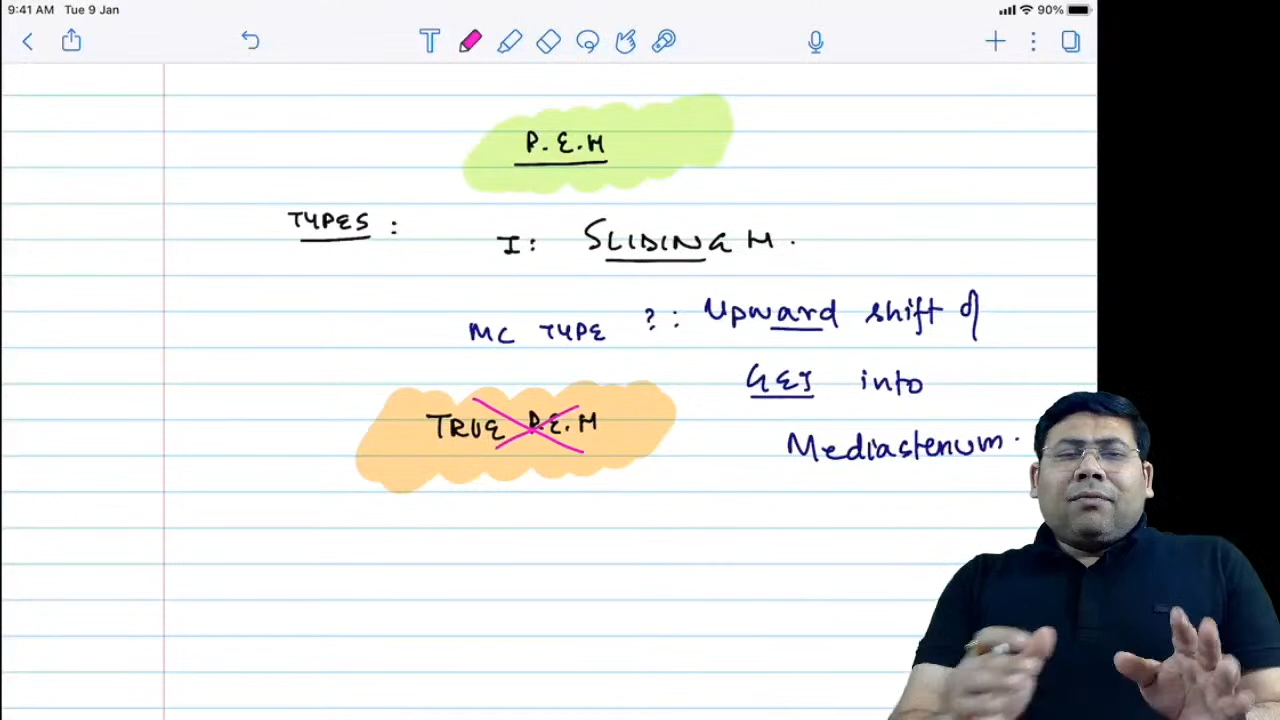 9:41 AM Tue 9 Jan
90%
P.E.H
TYPES :
I: SLIDING H.
MC TYPE ?: Upward shift of
GEJ into
Mediastenum.
TRUE P.E.H